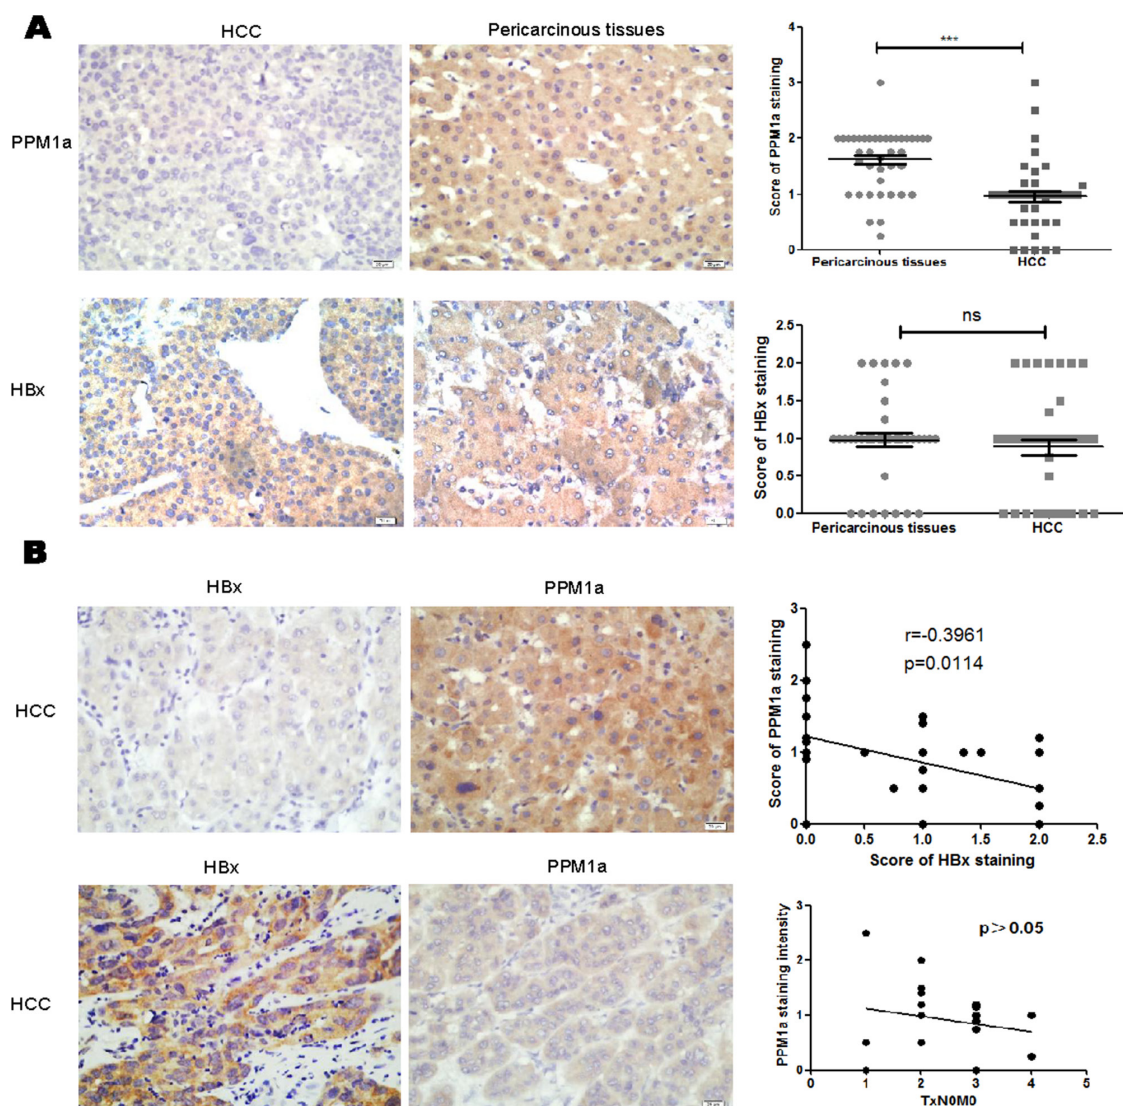 A
HCC
Pericarcinous tissues
PPM1a
Score of PPM1a staining
4
3
2
1
0
***
Pericarcinous tissues
HCC
HBx
Score of HBx staining
2.5
2.0
1.5
1.0
0.5
0.0
ns
Pericarcinous tissues
HCC
B
HBx
PPM1a
HCC
Score of PPM1a staining
3
2
1
0
r=-0.3961
p=0.0114
0.0 0.5 1.0 1.5 2.0 2.5
Score of HBx staining
HBx
PPM1a
HCC
PPM1a staining intensity
3
2
1
0
p>0.05
0 1 2 3 4 5
TxN0M0